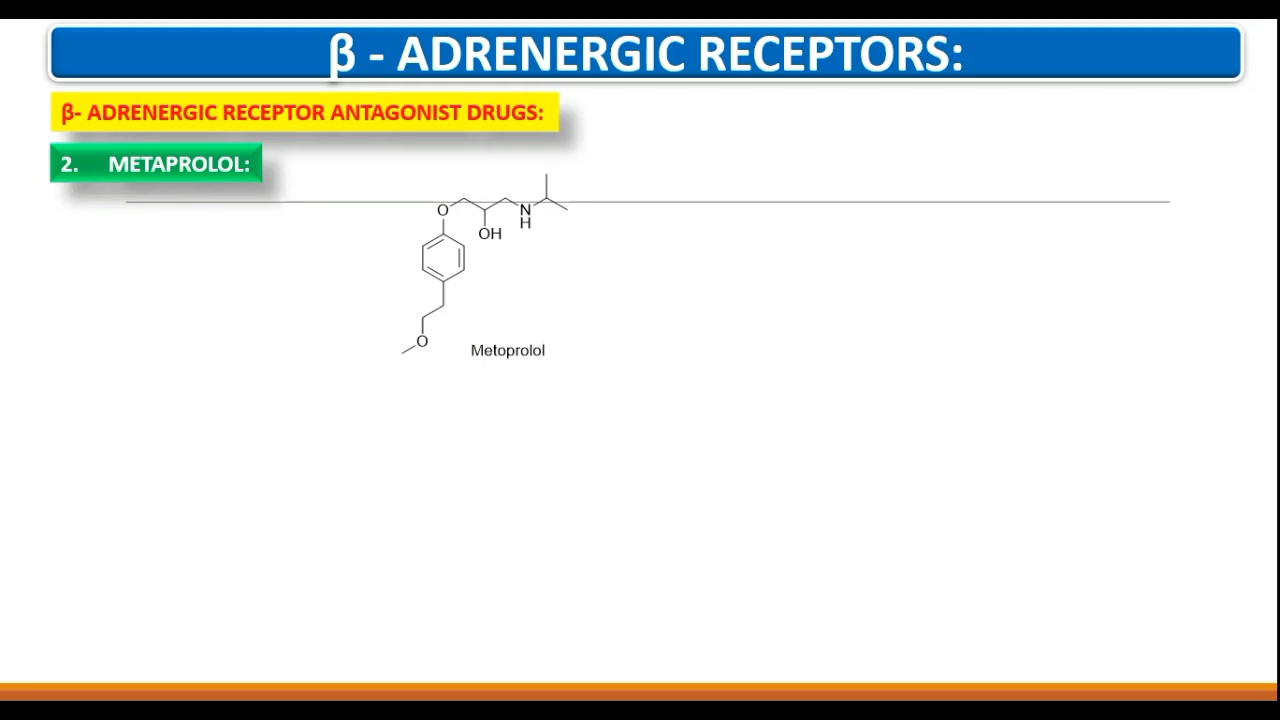 β - ADRENERGIC RECEPTORS:
β- ADRENERGIC RECEPTOR ANTAGONIST DRUGS:
2. METAPROLOL:
O
N
H
OH
O
Metoprolol